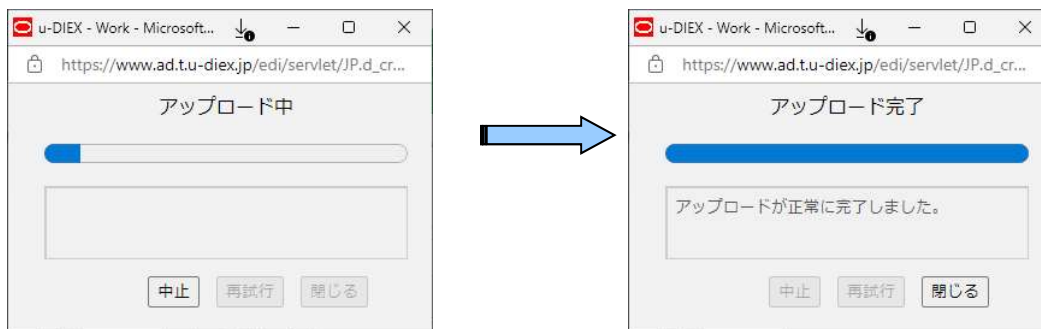 u-DIEX - Work - Microsoft...
https://www.ad.t.u-diex.jp/edi/servlet/JP.d_cr...
アップロード中
中止 再試行 閉じる
u-DIEX - Work - Microsoft...
https://www.ad.t.u-diex.jp/edi/servlet/JP.d_cr...
アップロード完了
アップロードが正常に完了しました。
中止 再試行 閉じる